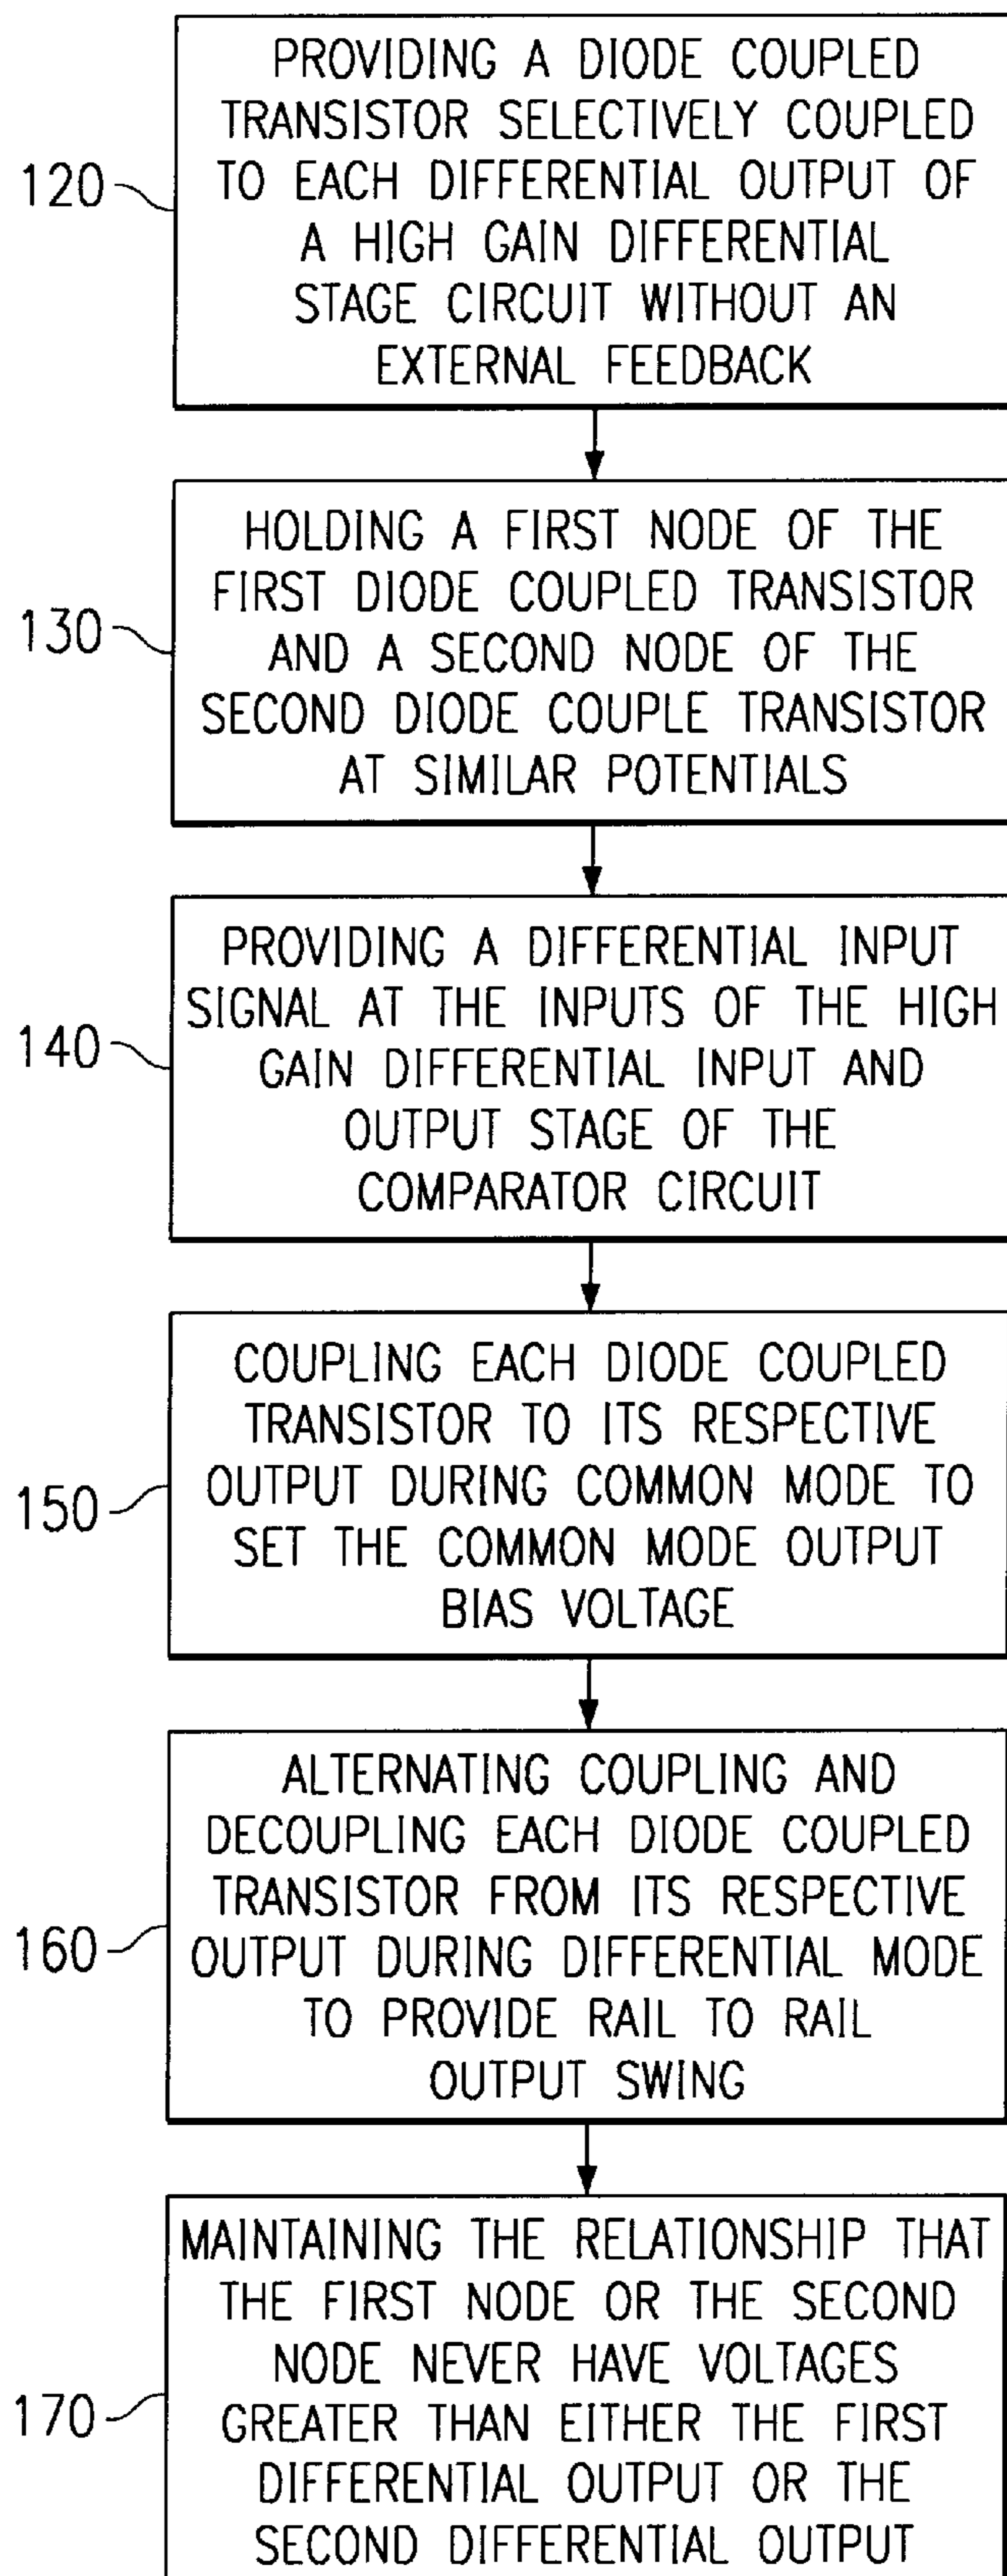 PROVIDING A DIODE COUPLED
TRANSISTOR SELECTIVELY COUPLED
120
TO EACH DIFFERENTIAL OUTPUT OF
A HIGH GAIN DIFFERENTIAL
STAGE CIRCUIT WITHOUT AN
EXTERNAL FEEDBACK
HOLDING A FIRST NODE OF THE
FIRST DIODE COUPLED TRANSISTOR
130
AND A SECOND NODE OF THE
SECOND DIODE COUPLE TRANSISTOR
AT SIMILAR POTENTIALS
PROVIDING A DIFFERENTIAL INPUT
SIGNAL AT THE INPUTS OF THE HIGH
140
GAIN DIFFERENTIAL INPUT AND
OUTPUT STAGE OF THE
COMPARATOR CIRCUIT
COUPLING EACH DIODE COUPLED
TRANSISTOR TO ITS RESPECTIVE
OUTPUT DURING COMMON MODE TO
150
SET THE COMMON MODE OUTPUT
BIAS VOLTAGE
ALTERNATING COUPLING AND
DECOUPLING EACH DIODE COUPLED
TRANSISTOR FROM ITS RESPECTIVE
160
OUTPUT DURING DIFFERENTIAL MODE
TO PROVIDE RAIL TO RAIL
OUTPUT SWING
MAINTAINING THE RELATIONSHIP THAT
THE FIRST NODE OR THE SECOND
NODE NEVER HAVE VOLTAGES
170
GREATER THAN EITHER THE FIRST
DIFFERENTIAL OUTPUT OR THE
SECOND DIFFERENTIAL OUTPUT